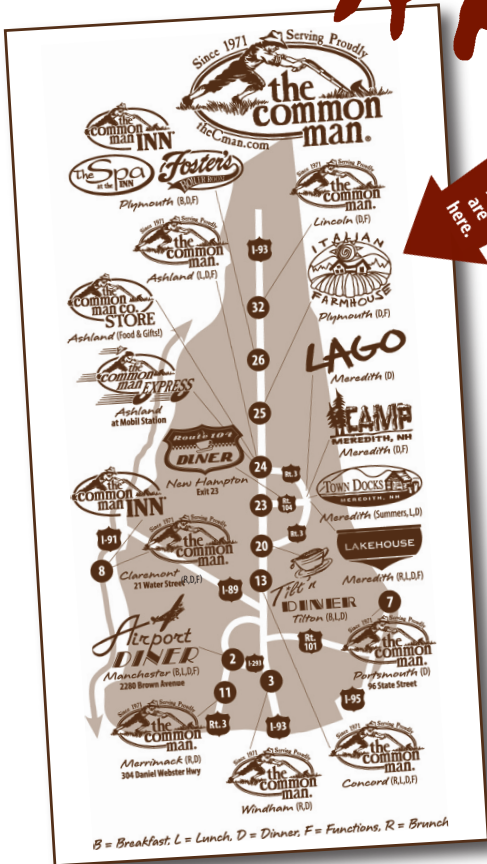 Since 1971 Serving Proudly
the
common
man.
theCman.com
the
common
man INN
The Spa
at the INN
Foster's
BOILER ROOM
Plymouth (B,D,F)
Since 1971 Serving Proudly
the
common
man.
Lincoln (D,F)
Since 1971 Serving Proudly
the
common
man.
Ashland (L,D,F)
I-93
ITALIAN
FARMHOUSE
Plymouth (D,F)
are
here.
the
common
man co.
STORE
Ashland (Food & Gifts!)
32
LAGO
Meredith (D)
26
the
common
man EXPRESS
Ashland
at Mobil Station
25
CAMP
MEREDITH, NH
Meredith (D,F)
Route 104
DINER
New Hampton
Exit 23
24
Rt. 3
TOWN DOCKS
MEREDITH, NH
Meredith (Summers, L,D)
the
common
man INN
23
Rt.
104
Rt. 3
I-91
Since 1971 Serving Proudly
the
common
man.
20
LAKEHOUSE
Meredith (R,L,D,F)
8
Claremont (R,D,F)
21 Water Street
13
I-89
Tilt'n
DINER
Tilton (B,L,D)
7
Airport
DINER
Manchester (B,L,D,F)
2280 Brown Avenue
2
I-293
Rt.
101
Since 1971 Serving Proudly
the
common
man.
Portsmouth (D)
96 State Street
3
11
I-95
Since 1971 Serving Proudly
the
common
man.
Merrimack (R,D)
304 Daniel Webster Hwy
Rt. 3
I-93
Since 1971 Serving Proudly
the
common
man.
Windham (R,D)
Since 1971 Serving Proudly
the
common
man.
Concord (R,L,D,F)
B = Breakfast, L = Lunch, D = Dinner, F = Functions, R = Brunch